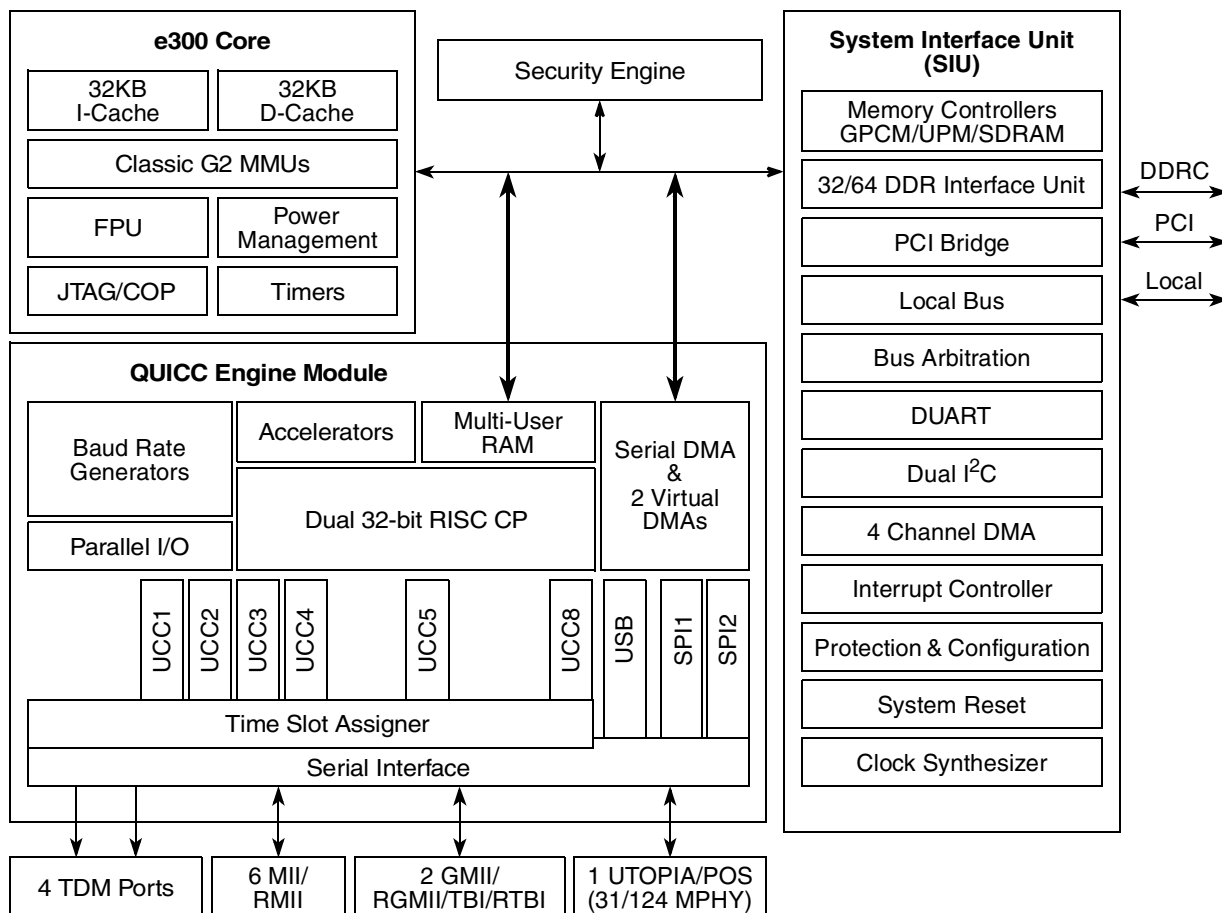 e300 Core
32KB
I-Cache
32KB
D-Cache
Classic G2 MMUs
FPU
Power
Management
JTAG/COP
Timers
Security Engine
System Interface Unit
(SIU)
Memory Controllers
GPCM/UPM/SDRAM
32/64 DDR Interface Unit
PCI Bridge
Local Bus
Bus Arbitration
DUART
Dual I²C
4 Channel DMA
Interrupt Controller
Protection & Configuration
System Reset
Clock Synthesizer
DDRC
PCI
Local
QUICC Engine Module
Baud Rate
Generators
Accelerators
Multi-User
RAM
Serial DMA
&
2 Virtual
DMAs
Dual 32-bit RISC CP
Parallel I/O
UCC1
UCC2
UCC3
UCC4
UCC5
UCC8
USB
SPI1
SPI2
Time Slot Assigner
Serial Interface
4 TDM Ports
6 MII/
RMII
2 GMII/
RGMII/TBI/RTBI
1 UTOPIA/POS
(31/124 MPHY)